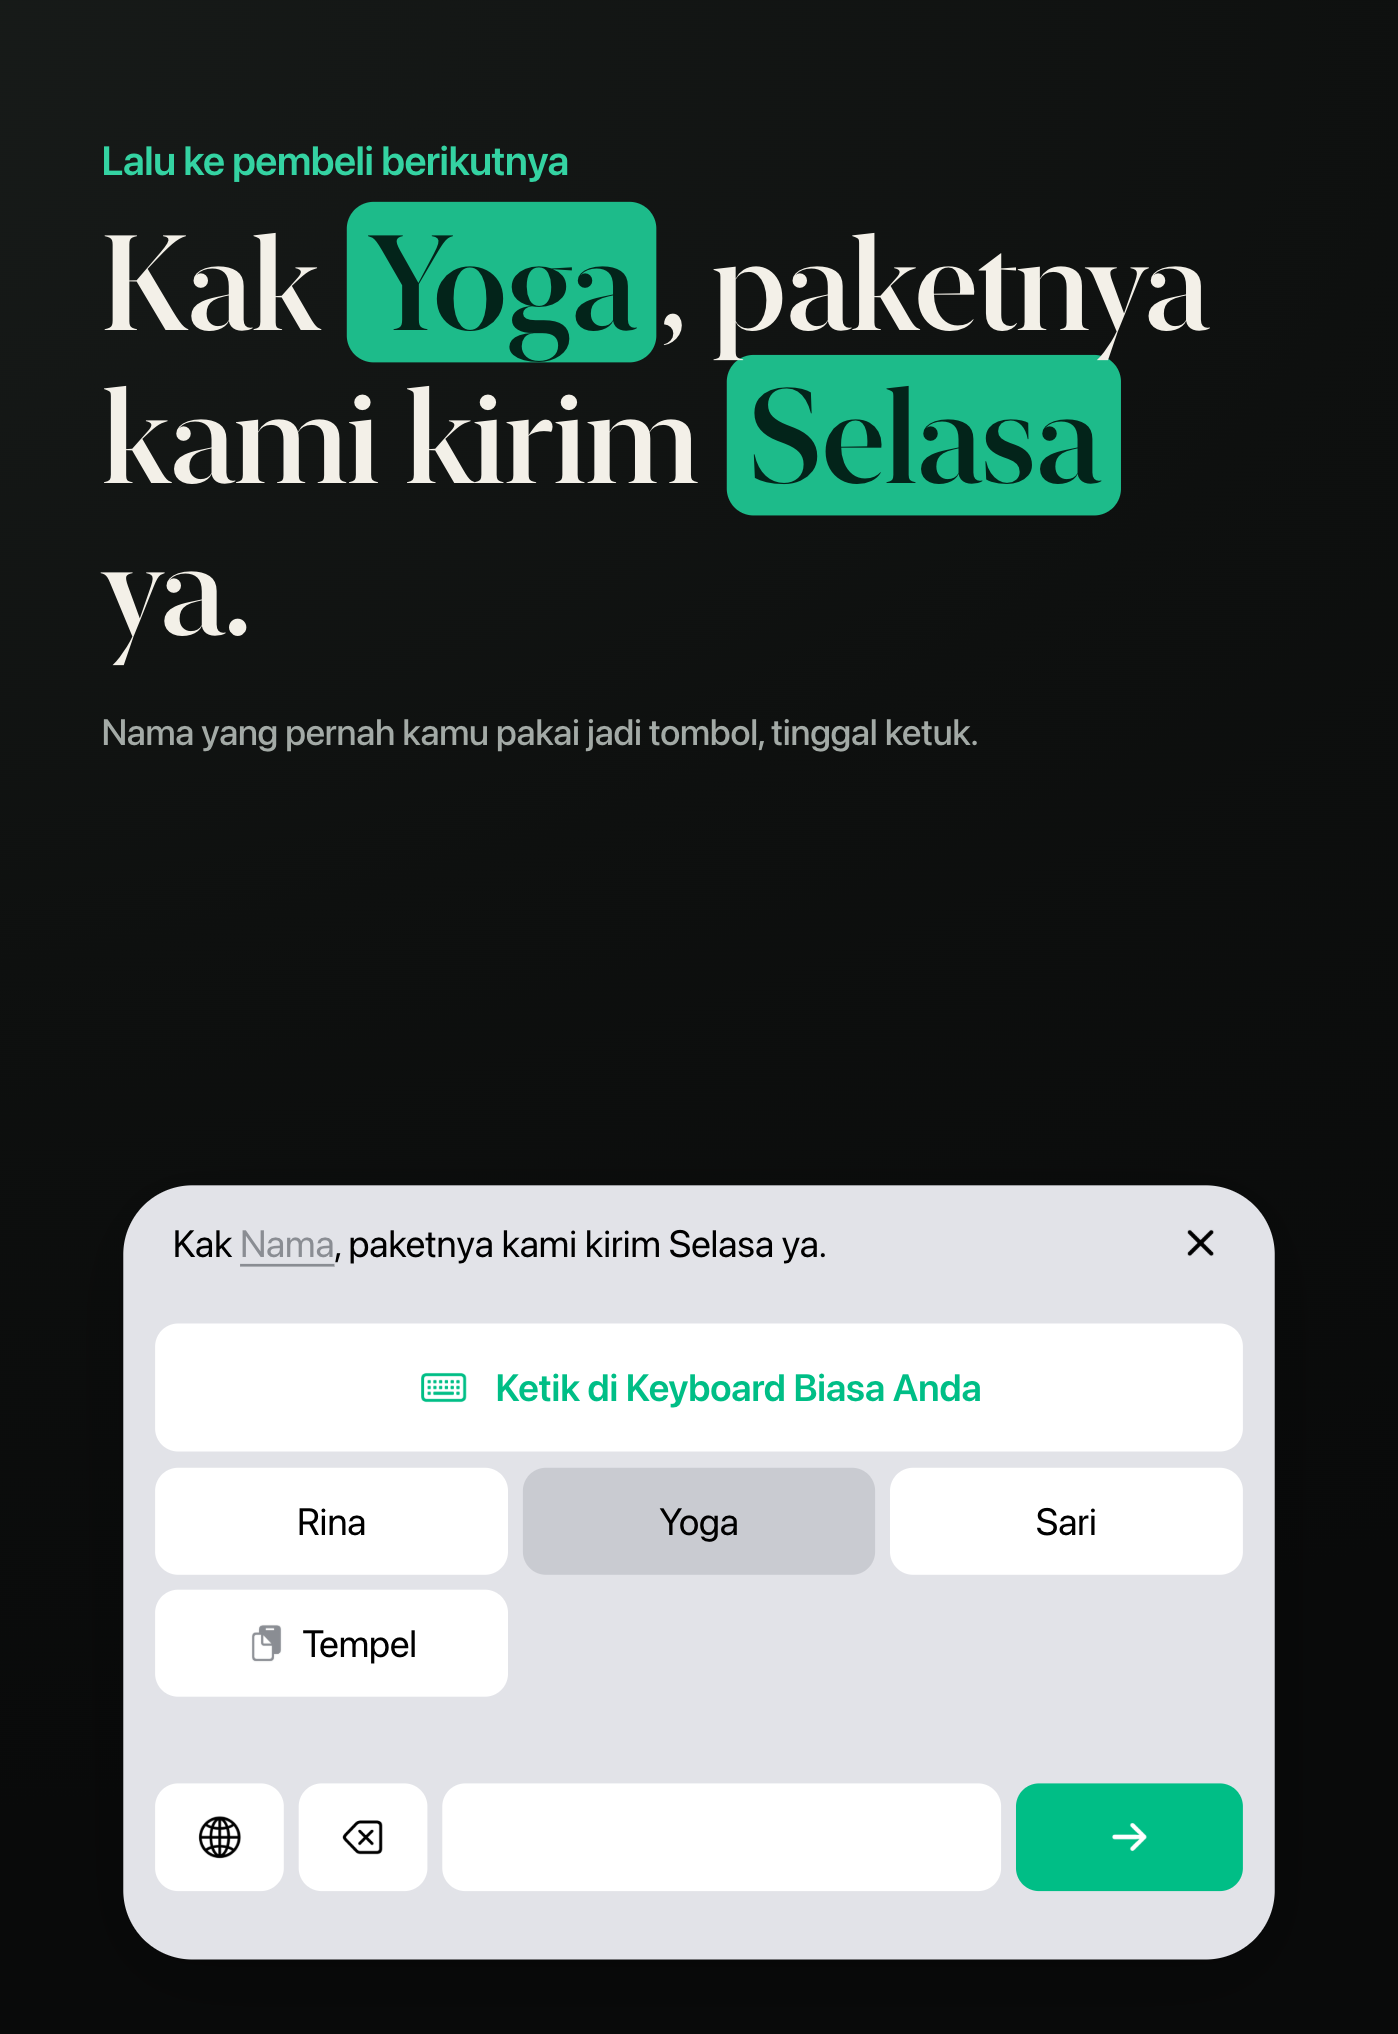 Lalu ke pembeli berikutnya
Kak Yoga, paketnya
kami kirim Selasa
ya.
Nama yang pernah kamu pakai jadi tombol, tinggal ketuk.
Kak Nama, paketnya kami kirim Selasa ya.
Ketik di Keyboard Biasa Anda
Rina
Yoga
Sari
Tempel